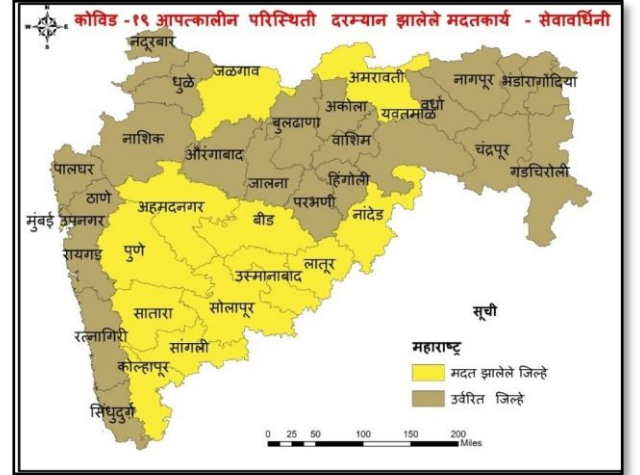 कोविड -१९ आपत्कालीन परिस्थिती दरम्यान झालेले मदतकार्य - सेवावर्धिनी
N
W E
S
नंदूरबार
धुळे
जळगाव
अमरावती
नागपूर
भंडारा
गोंदिया
अकोला
वर्धा
बुलढाणा
यवतमाळ
नाशिक
औरंगाबाद
वाशिम
चंद्रपूर
पालघर
जालना
हिंगोली
गडचिरोली
ठाणे
अहमदनगर
परभणी
मुंबई उपनगर
बीड
नांदेड
रायगड
पुणे
लातूर
उस्मानाबाद
सातारा
सोलापूर
रत्नागिरी
सांगली
कोल्हापूर
सिंधुदुर्ग
सूची
महाराष्ट्र
मदत झालेले जिल्हे
उर्वरित जिल्हे
0 25 50 100 150 200
Miles